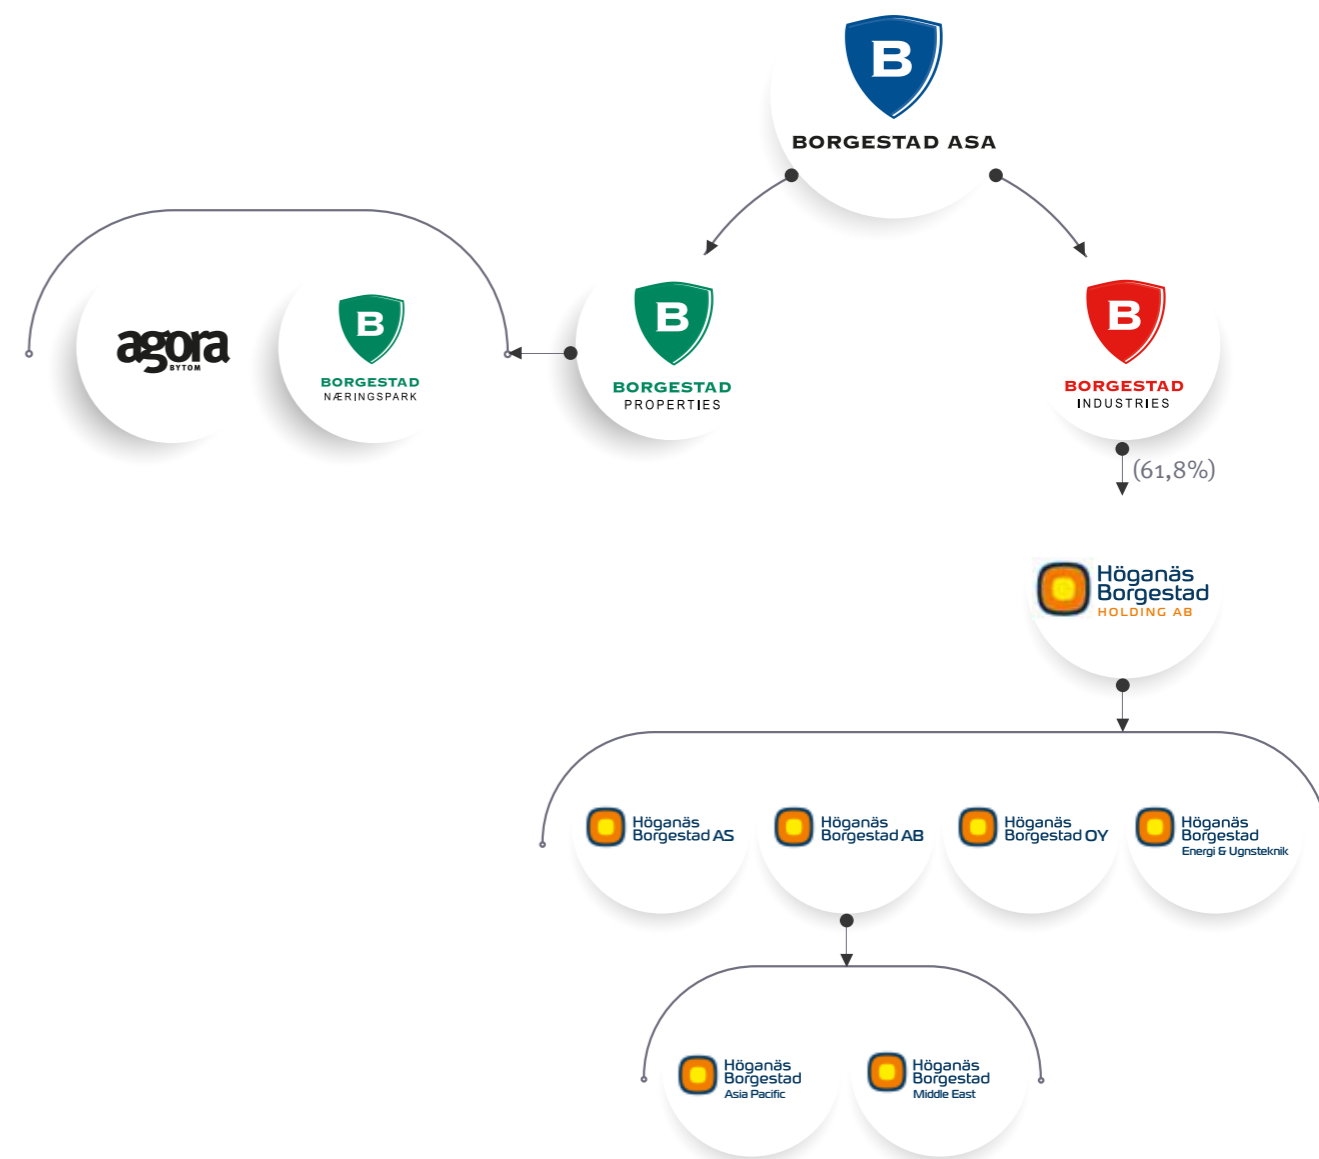 B
BORGESTAD ASA
agora
BYTOM
B
BORGESTAD
NÆRINGSPARK
B
BORGESTAD
PROPERTIES
B
BORGESTAD
INDUSTRIES
(61,8%)
Höganäs
Borgestad
HOLDING AB
Höganäs
Borgestad AS
Höganäs
Borgestad AB
Höganäs
Borgestad OY
Höganäs
Borgestad
Energi & Ugnsteknik
Höganäs
Borgestad
Asia Pacific
Höganäs
Borgestad
Middle East